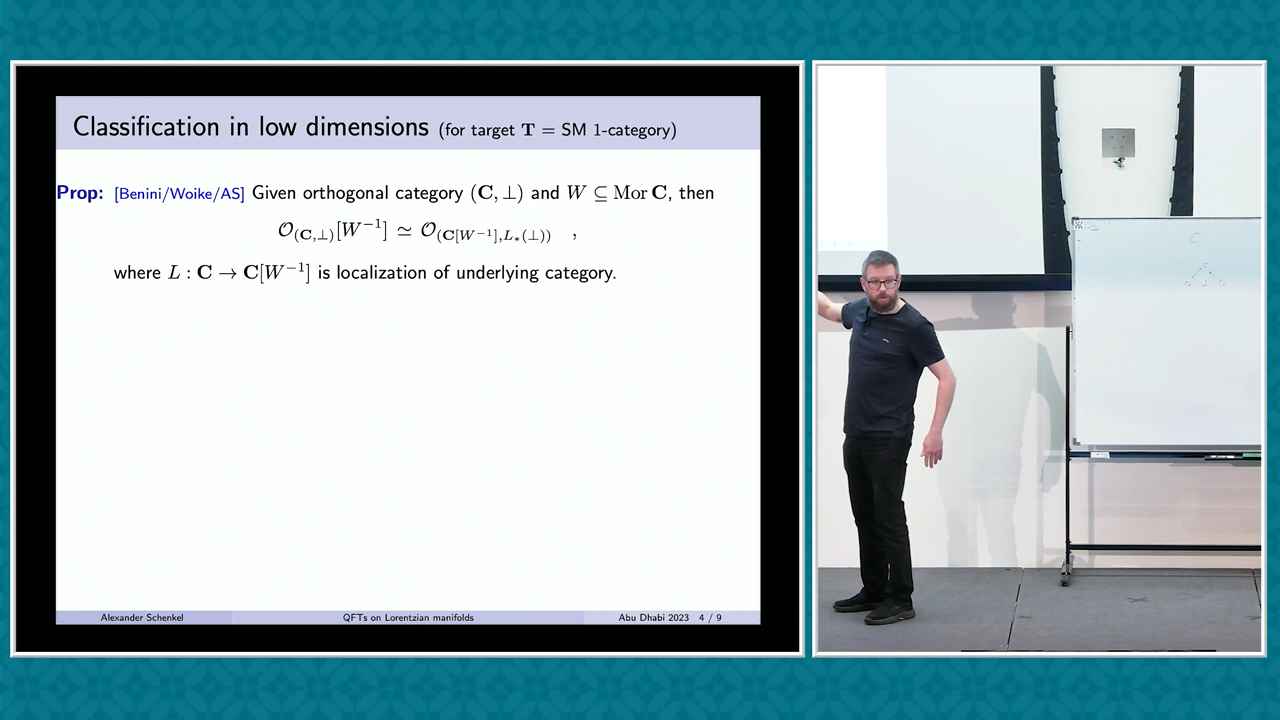 Classification in low dimensions (for target T = SM 1-category)
Prop: [Benini/Woike/AS] Given orthogonal category (C, ⊥) and W ⊆ Mor C, then
𝒪_(C,⊥)[W⁻¹] ≃ 𝒪_(C[W⁻¹],L_*(⊥)) ,
where L : C → C[W⁻¹] is localization of underlying category.
Alexander Schenkel QFTs on Lorentzian manifolds Abu Dhabi 2023 4 / 9